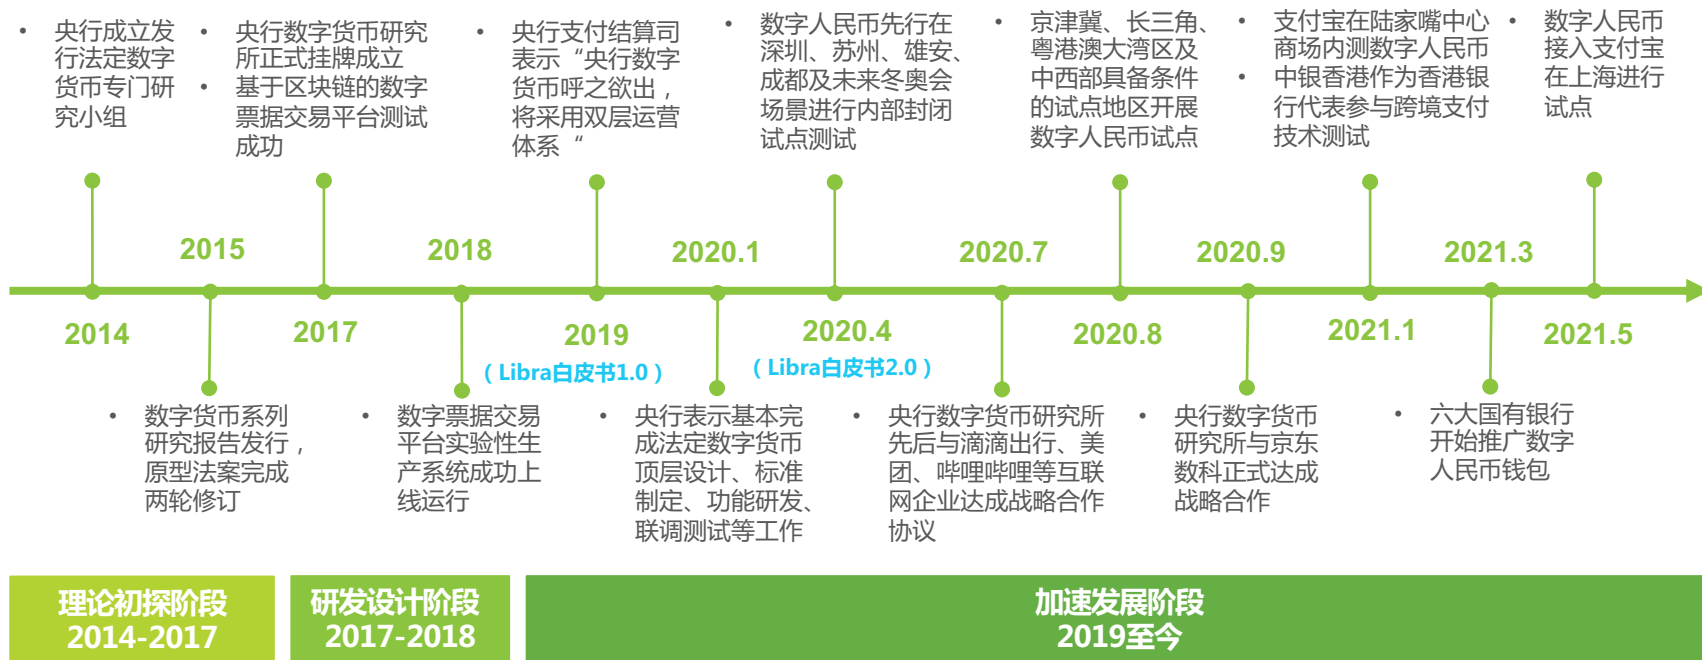 • 央行成立发
行法定数字
货币专门研
究小组
• 央行数字货币研究
所正式挂牌成立
• 基于区块链的数字
票据交易平台测试
成功
• 央行支付结算司
表示“央行数字
货币呼之欲出，
将采用双层运营
体系“
• 数字人民币先行在
深圳、苏州、雄安、
成都及未来冬奥会
场景进行内部封闭
试点测试
• 京津冀、长三角、
粤港澳大湾区及
中西部具备条件
的试点地区开展
数字人民币试点
• 支付宝在陆家嘴中心
商场内测数字人民币
• 中银香港作为香港银
行代表参与跨境支付
技术测试
• 数字人民币
接入支付宝
在上海进行
试点
2015
2018
2020.1
2020.7
2020.9
2021.3
2014
2017
2019
（Libra白皮书1.0）
2020.4
（Libra白皮书2.0）
2020.8
2021.1
2021.5
• 数字货币系列
研究报告发行，
原型法案完成
两轮修订
• 数字票据交易
平台实验性生
产系统成功上
线运行
• 央行表示基本完
成法定数字货币
顶层设计、标准
制定、功能研发、
联调测试等工作
• 央行数字货币研究所
先后与滴滴出行、美
团、哔哩哔哩等互联
网企业达成战略合作
协议
• 央行数字货币
研究所与京东
数科正式达成
战略合作
• 六大国有银行
开始推广数字
人民币钱包
理论初探阶段
2014-2017
研发设计阶段
2017-2018
加速发展阶段
2019至今